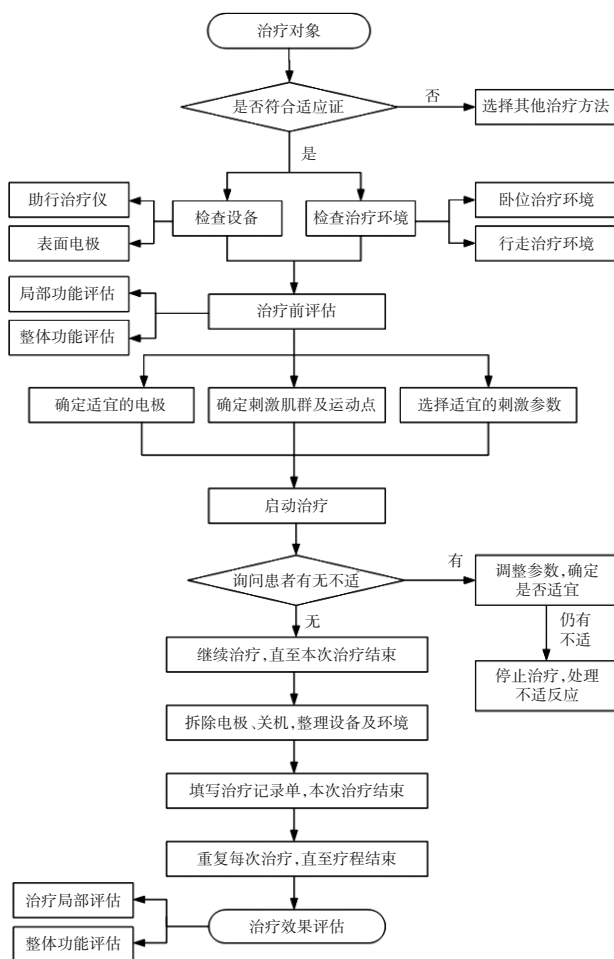 治疗对象
是否符合适应证
否
选择其他治疗方法
是
助行治疗仪
表面电极
检查设备
检查治疗环境
卧位治疗环境
行走治疗环境
局部功能评估
整体功能评估
治疗前评估
确定适宜的电极
确定刺激肌群及运动点
选择适宜的刺激参数
启动治疗
询问患者有无不适
有
调整参数,确定
是否适宜
仍有
不适
停止治疗,处理
不适反应
无
继续治疗,直至本次治疗结束
拆除电极、关机,整理设备及环境
填写治疗记录单,本次治疗结束
重复每次治疗,直至疗程结束
治疗局部评估
整体功能评估
治疗效果评估